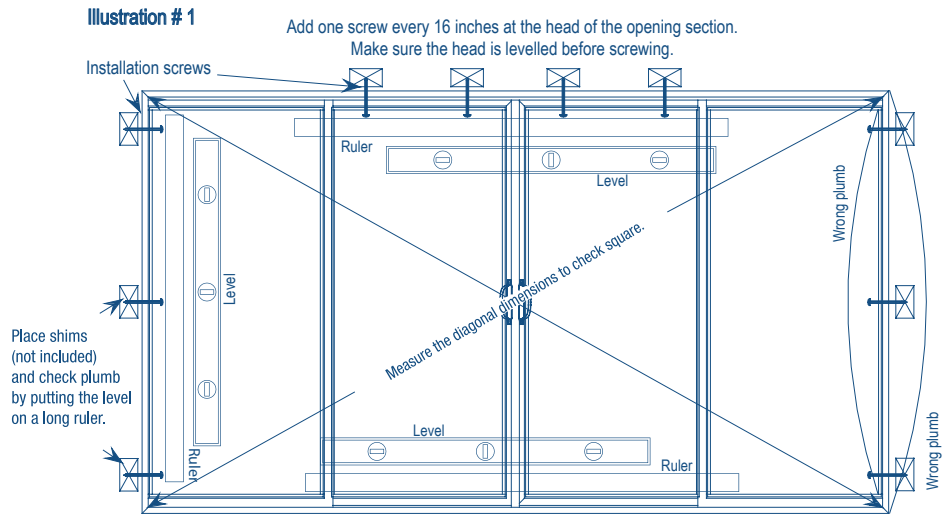 Illustration # 1
Add one screw every 16 inches at the head of the opening section.
Make sure the head is levelled before screwing.
Installation screws
Ruler
Level
Wrong plumb
Level
Measure the diagonal dimensions to check square.
Place shims
(not included)
and check plumb
by putting the level
on a long ruler.
Level
Ruler
Ruler
Wrong plumb